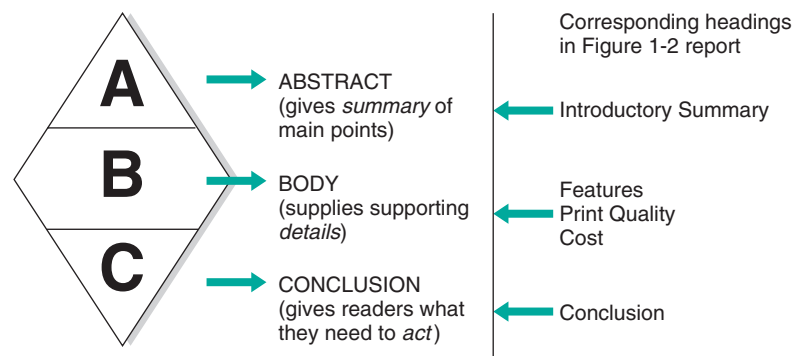 A
B
C
ABSTRACT
(gives summary of
main points)
BODY
(supplies supporting
details)
CONCLUSION
(gives readers what
they need to act)
Corresponding headings
in Figure 1-2 report
Introductory Summary
Features
Print Quality
Cost
Conclusion